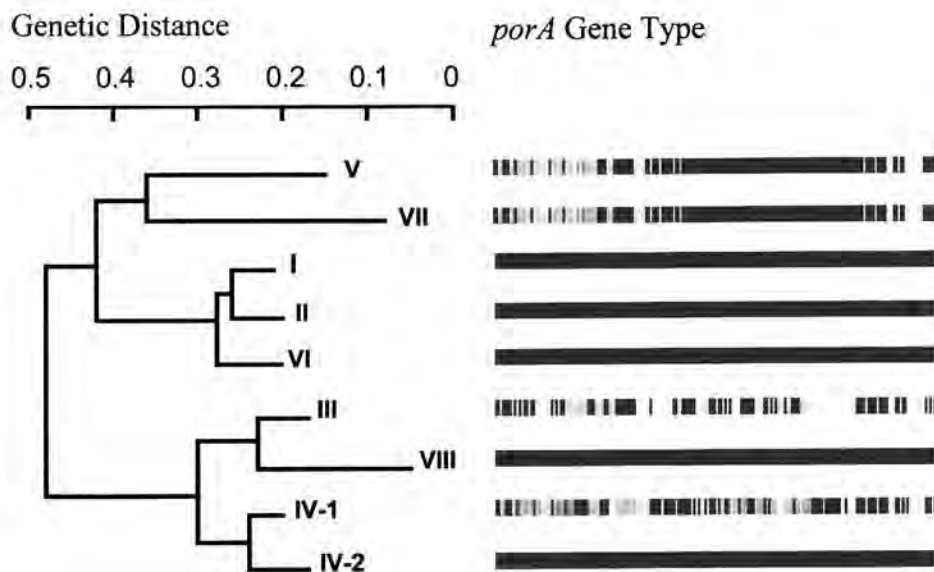 Genetic Distance porA Gene Type
0.5 0.4 0.3 0.2 0.1 0
V
VII
I
II
VI
III
VIII
IV-1
IV-2